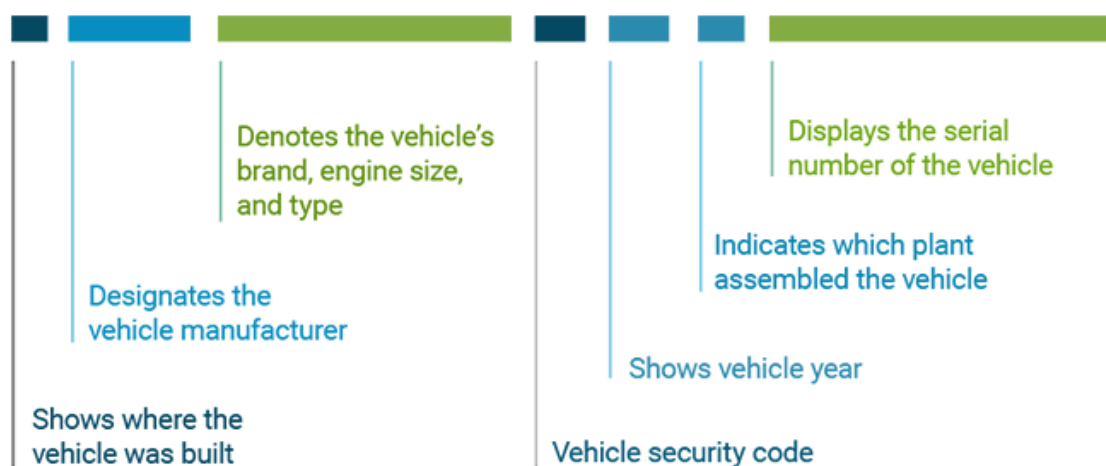 Denotes the vehicle’s
brand, engine size,
and type
Designates the
vehicle manufacturer
Shows where the
vehicle was built
Displays the serial
number of the vehicle
Indicates which plant
assembled the vehicle
Shows vehicle year
Vehicle security code